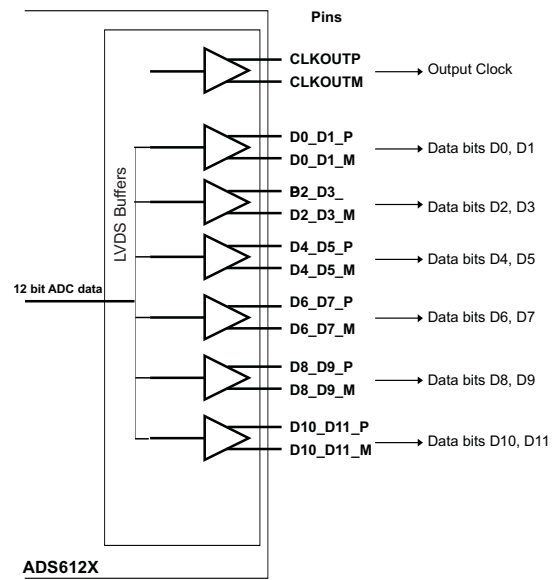 Pins
CLKOUTP
CLKOUTM
Output Clock
LVDS Buffers
D0_D1_P
D0_D1_M
Data bits D0, D1
D2_D3_
D2_D3_M
Data bits D2, D3
D4_D5_P
D4_D5_M
Data bits D4, D5
12 bit ADC data
D6_D7_P
D6_D7_M
Data bits D6, D7
D8_D9_P
D8_D9_M
Data bits D8, D9
D10_D11_P
D10_D11_M
Data bits D10, D11
ADS612X